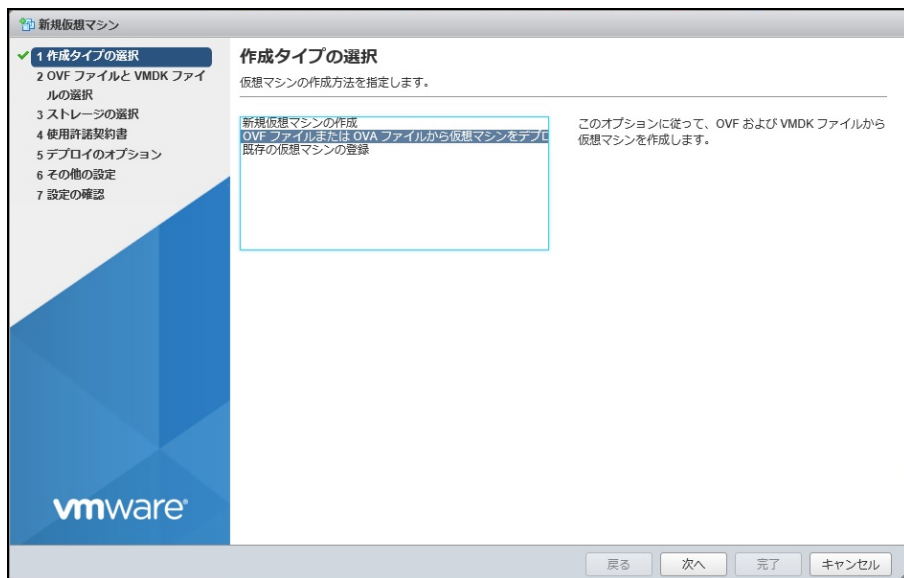 新規仮想マシン
1 作成タイプの選択
2 OVF ファイルと VMDK ファイ
ルの選択
3 ストレージの選択
4 使用許諾契約書
5 デプロイのオプション
6 その他の設定
7 設定の確認
vmware®
作成タイプの選択
仮想マシンの作成方法を指定します。
新規仮想マシンの作成
OVF ファイルまたは OVA ファイルから仮想マシンをデプロ
既存の仮想マシンの登録
このオプションに従って、OVF および VMDK ファイルから
仮想マシンを作成します。
戻る
次へ
完了
キャンセル